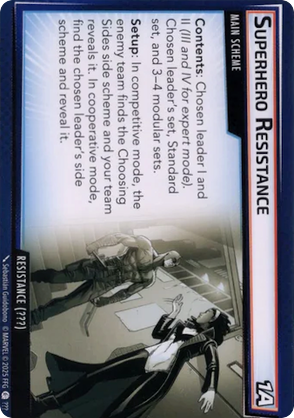 SUPERHERO RESISTANCE
1A
MAIN SCHEME
Contents: Chosen leader I and
II (III and IV for expert mode),
Chosen leader's set, Standard
set, and 3–4 modular sets.
Setup: In competitive mode, the
enemy team finds the Choosing
Sides side scheme and your team
reveals it. In cooperative mode,
find the chosen leader's side
scheme and reveal it.
RESISTANCE (???)
Sebastián Guidobono © MARVEL © 2025 FFG